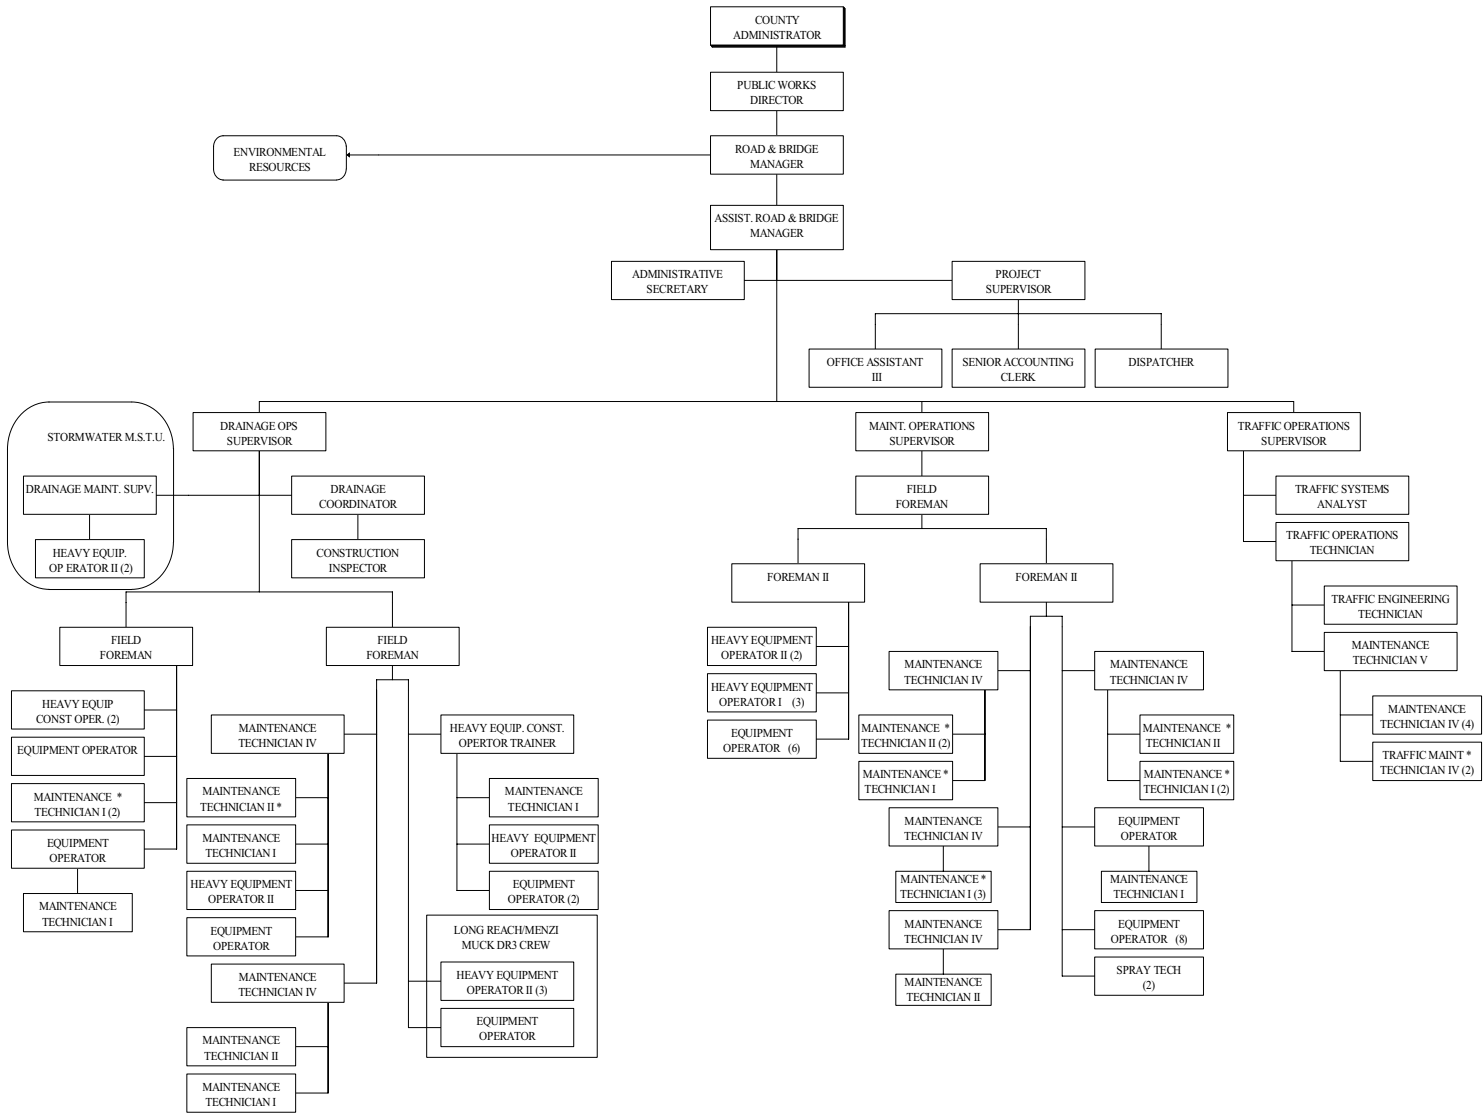 COUNTY
ADMINISTRATOR
PUBLIC WORKS
DIRECTOR
ENVIRONMENTAL
RESOURCES
ROAD & BRIDGE
MANAGER
ASSIST. ROAD & BRIDGE
MANAGER
ADMINISTRATIVE
SECRETARY
PROJECT
SUPERVISOR
OFFICE ASSISTANT
III
SENIOR ACCOUNTING
CLERK
DISPATCHER
STORMWATER M.S.T.U.
DRAINAGE MAINT. SUPV.
HEAVY EQUIP.
OP ERATOR II (2)
DRAINAGE OPS
SUPERVISOR
DRAINAGE
COORDINATOR
CONSTRUCTION
INSPECTOR
FIELD
FOREMAN
HEAVY EQUIP
CONST OPER. (2)
EQUIPMENT OPERATOR
MAINTENANCE *
TECHNICIAN I (2)
EQUIPMENT
OPERATOR
MAINTENANCE
TECHNICIAN I
FIELD
FOREMAN
MAINTENANCE
TECHNICIAN IV
MAINTENANCE
TECHNICIAN II *
MAINTENANCE
TECHNICIAN I
HEAVY EQUIPMENT
OPERATOR II
EQUIPMENT
OPERATOR
MAINTENANCE
TECHNICIAN IV
MAINTENANCE
TECHNICIAN II
MAINTENANCE
TECHNICIAN I
HEAVY EQUIP. CONST.
OPERTOR TRAINER
MAINTENANCE
TECHNICIAN I
HEAVY EQUIPMENT
OPERATOR II
EQUIPMENT
OPERATOR (2)
LONG REACH/MENZI
MUCK DR3 CREW
HEAVY EQUIPMENT
OPERATOR II (3)
EQUIPMENT
OPERATOR
MAINT. OPERATIONS
SUPERVISOR
FIELD
FOREMAN
FOREMAN II
HEAVY EQUIPMENT
OPERATOR II (2)
HEAVY EQUIPMENT
OPERATOR I (3)
EQUIPMENT
OPERATOR (6)
FOREMAN II
MAINTENANCE
TECHNICIAN IV
MAINTENANCE *
TECHNICIAN II (2)
MAINTENANCE *
TECHNICIAN I
MAINTENANCE
TECHNICIAN IV
MAINTENANCE *
TECHNICIAN I (3)
MAINTENANCE
TECHNICIAN IV
MAINTENANCE
TECHNICIAN II
MAINTENANCE
TECHNICIAN IV
MAINTENANCE *
TECHNICIAN II
MAINTENANCE *
TECHNICIAN I (2)
EQUIPMENT
OPERATOR
MAINTENANCE
TECHNICIAN I
EQUIPMENT
OPERATOR (8)
SPRAY TECH
(2)
TRAFFIC OPERATIONS
SUPERVISOR
TRAFFIC SYSTEMS
ANALYST
TRAFFIC OPERATIONS
TECHNICIAN
TRAFFIC ENGINEERING
TECHNICIAN
MAINTENANCE
TECHNICIAN V
MAINTENANCE
TECHNICIAN IV (4)
TRAFFIC MAINT *
TECHNICIAN IV (2)